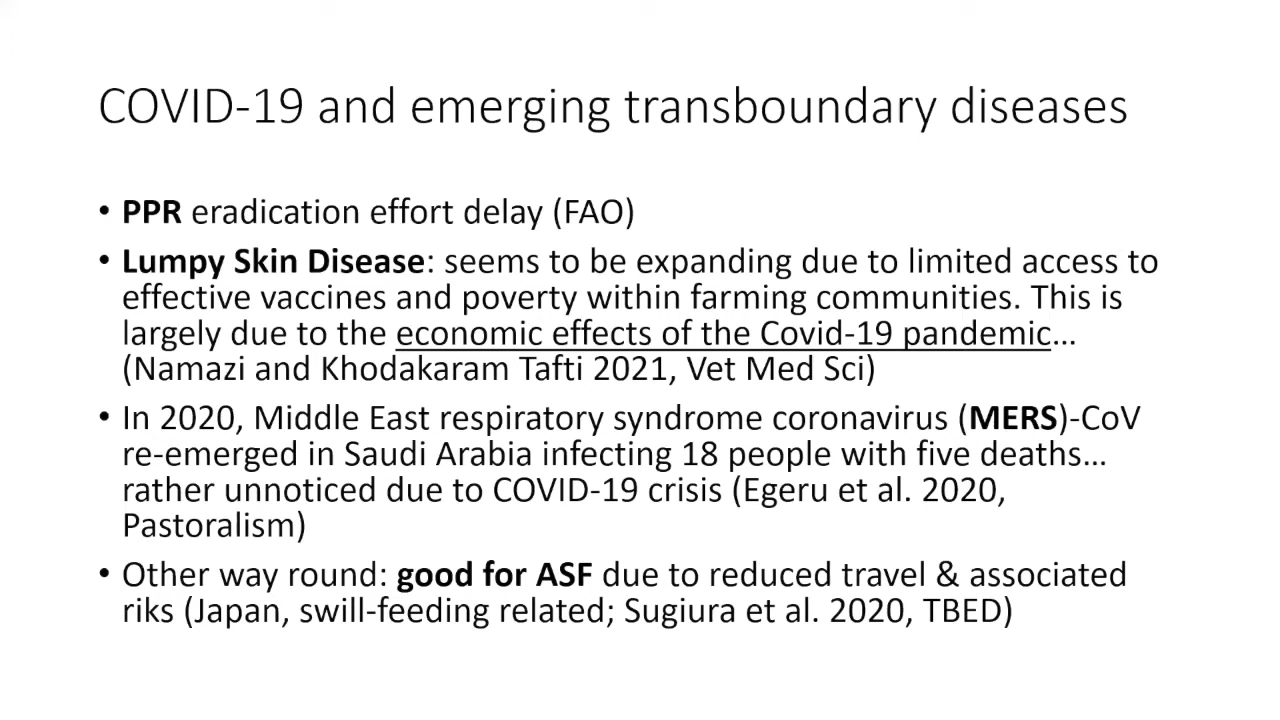 COVID-19 and emerging transboundary diseases
• PPR eradication effort delay (FAO)
• Lumpy Skin Disease: seems to be expanding due to limited access to
effective vaccines and poverty within farming communities. This is
largely due to the economic effects of the Covid-19 pandemic…
(Namazi and Khodakaram Tafti 2021, Vet Med Sci)
• In 2020, Middle East respiratory syndrome coronavirus (MERS)-CoV
re-emerged in Saudi Arabia infecting 18 people with five deaths…
rather unnoticed due to COVID-19 crisis (Egeru et al. 2020,
Pastoralism)
• Other way round: good for ASF due to reduced travel & associated
riks (Japan, swill-feeding related; Sugiura et al. 2020, TBED)